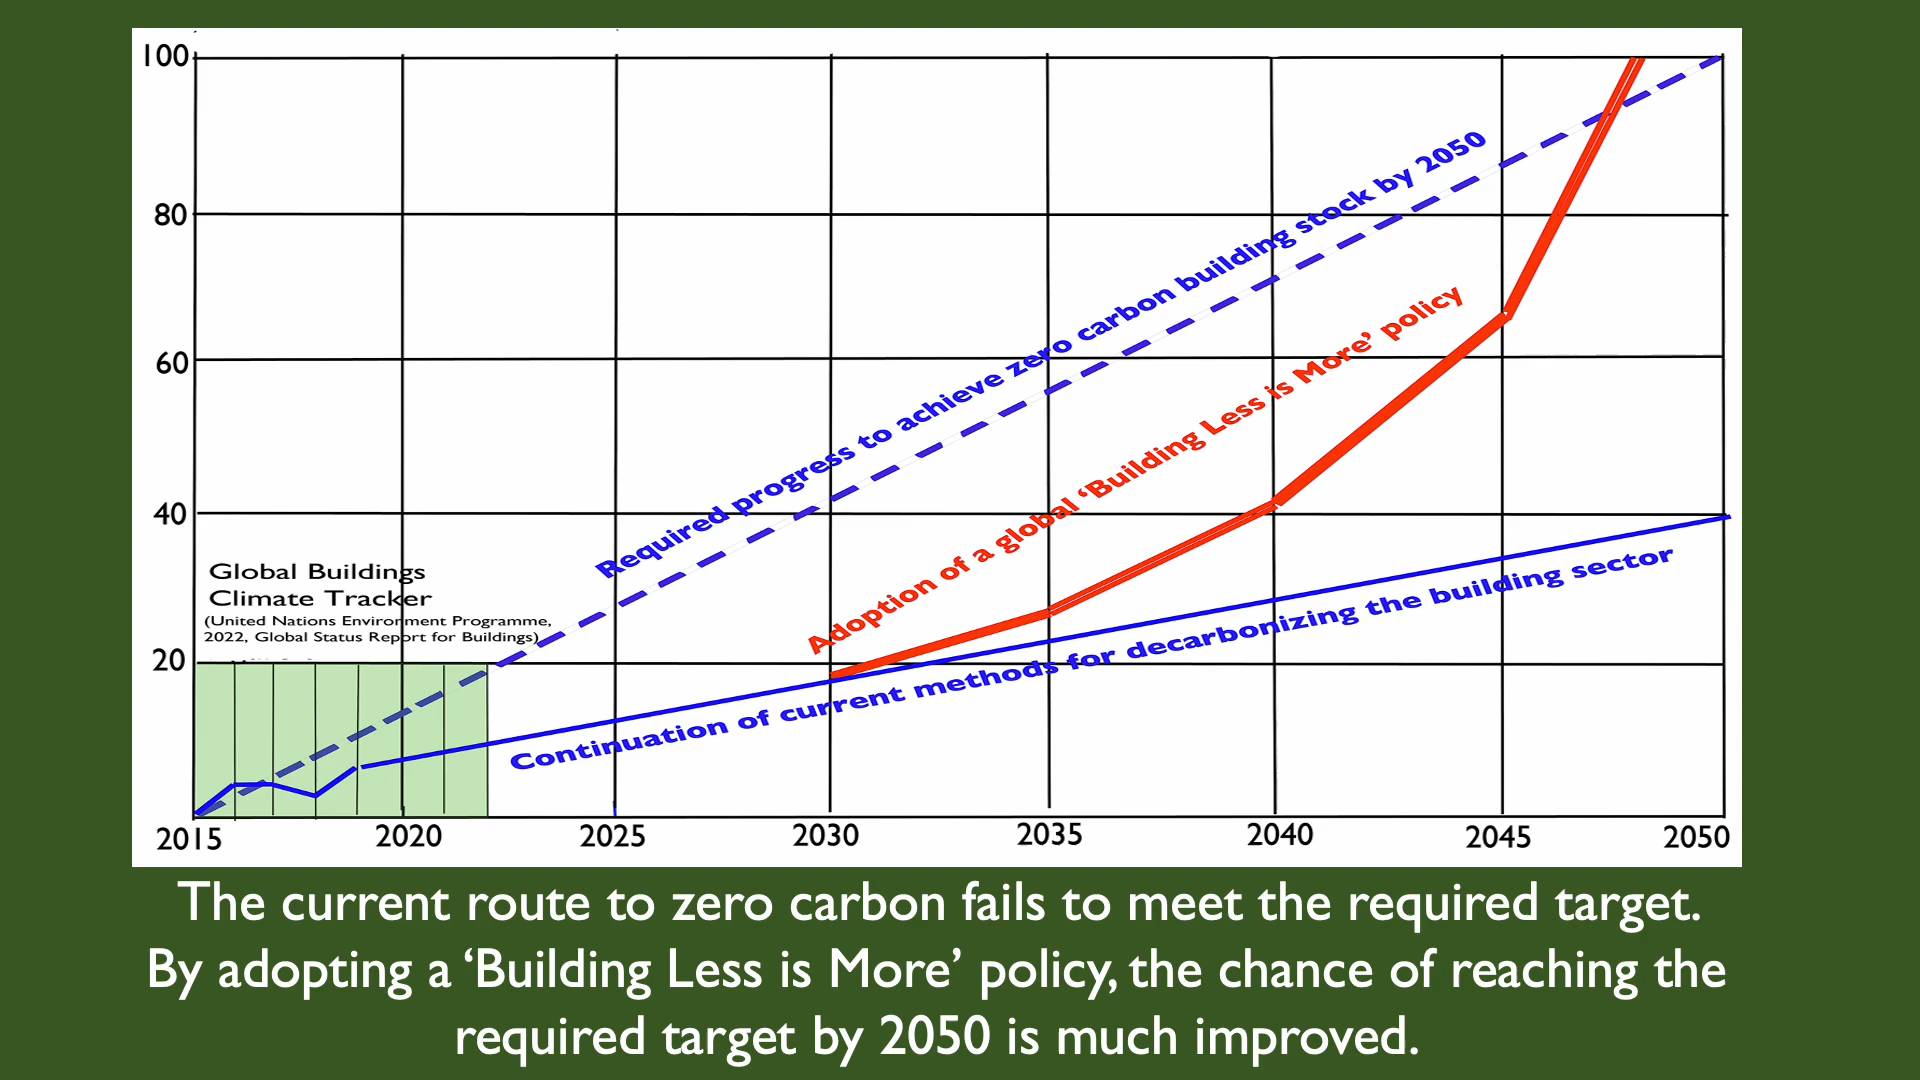 100
80
60
40
20
Required progress to achieve zero carbon building stock by 2050
Adoption of a global ‘Building Less is More’ policy
Continuation of current methods for decarbonizing the building sector
Global Buildings
Climate Tracker
(United Nations Environment Programme,
2022, Global Status Report for Buildings)
2015 2020 2025 2030 2035 2040 2045 2050
The current route to zero carbon fails to meet the required target.
By adopting a ‘Building Less is More’ policy, the chance of reaching the
required target by 2050 is much improved.